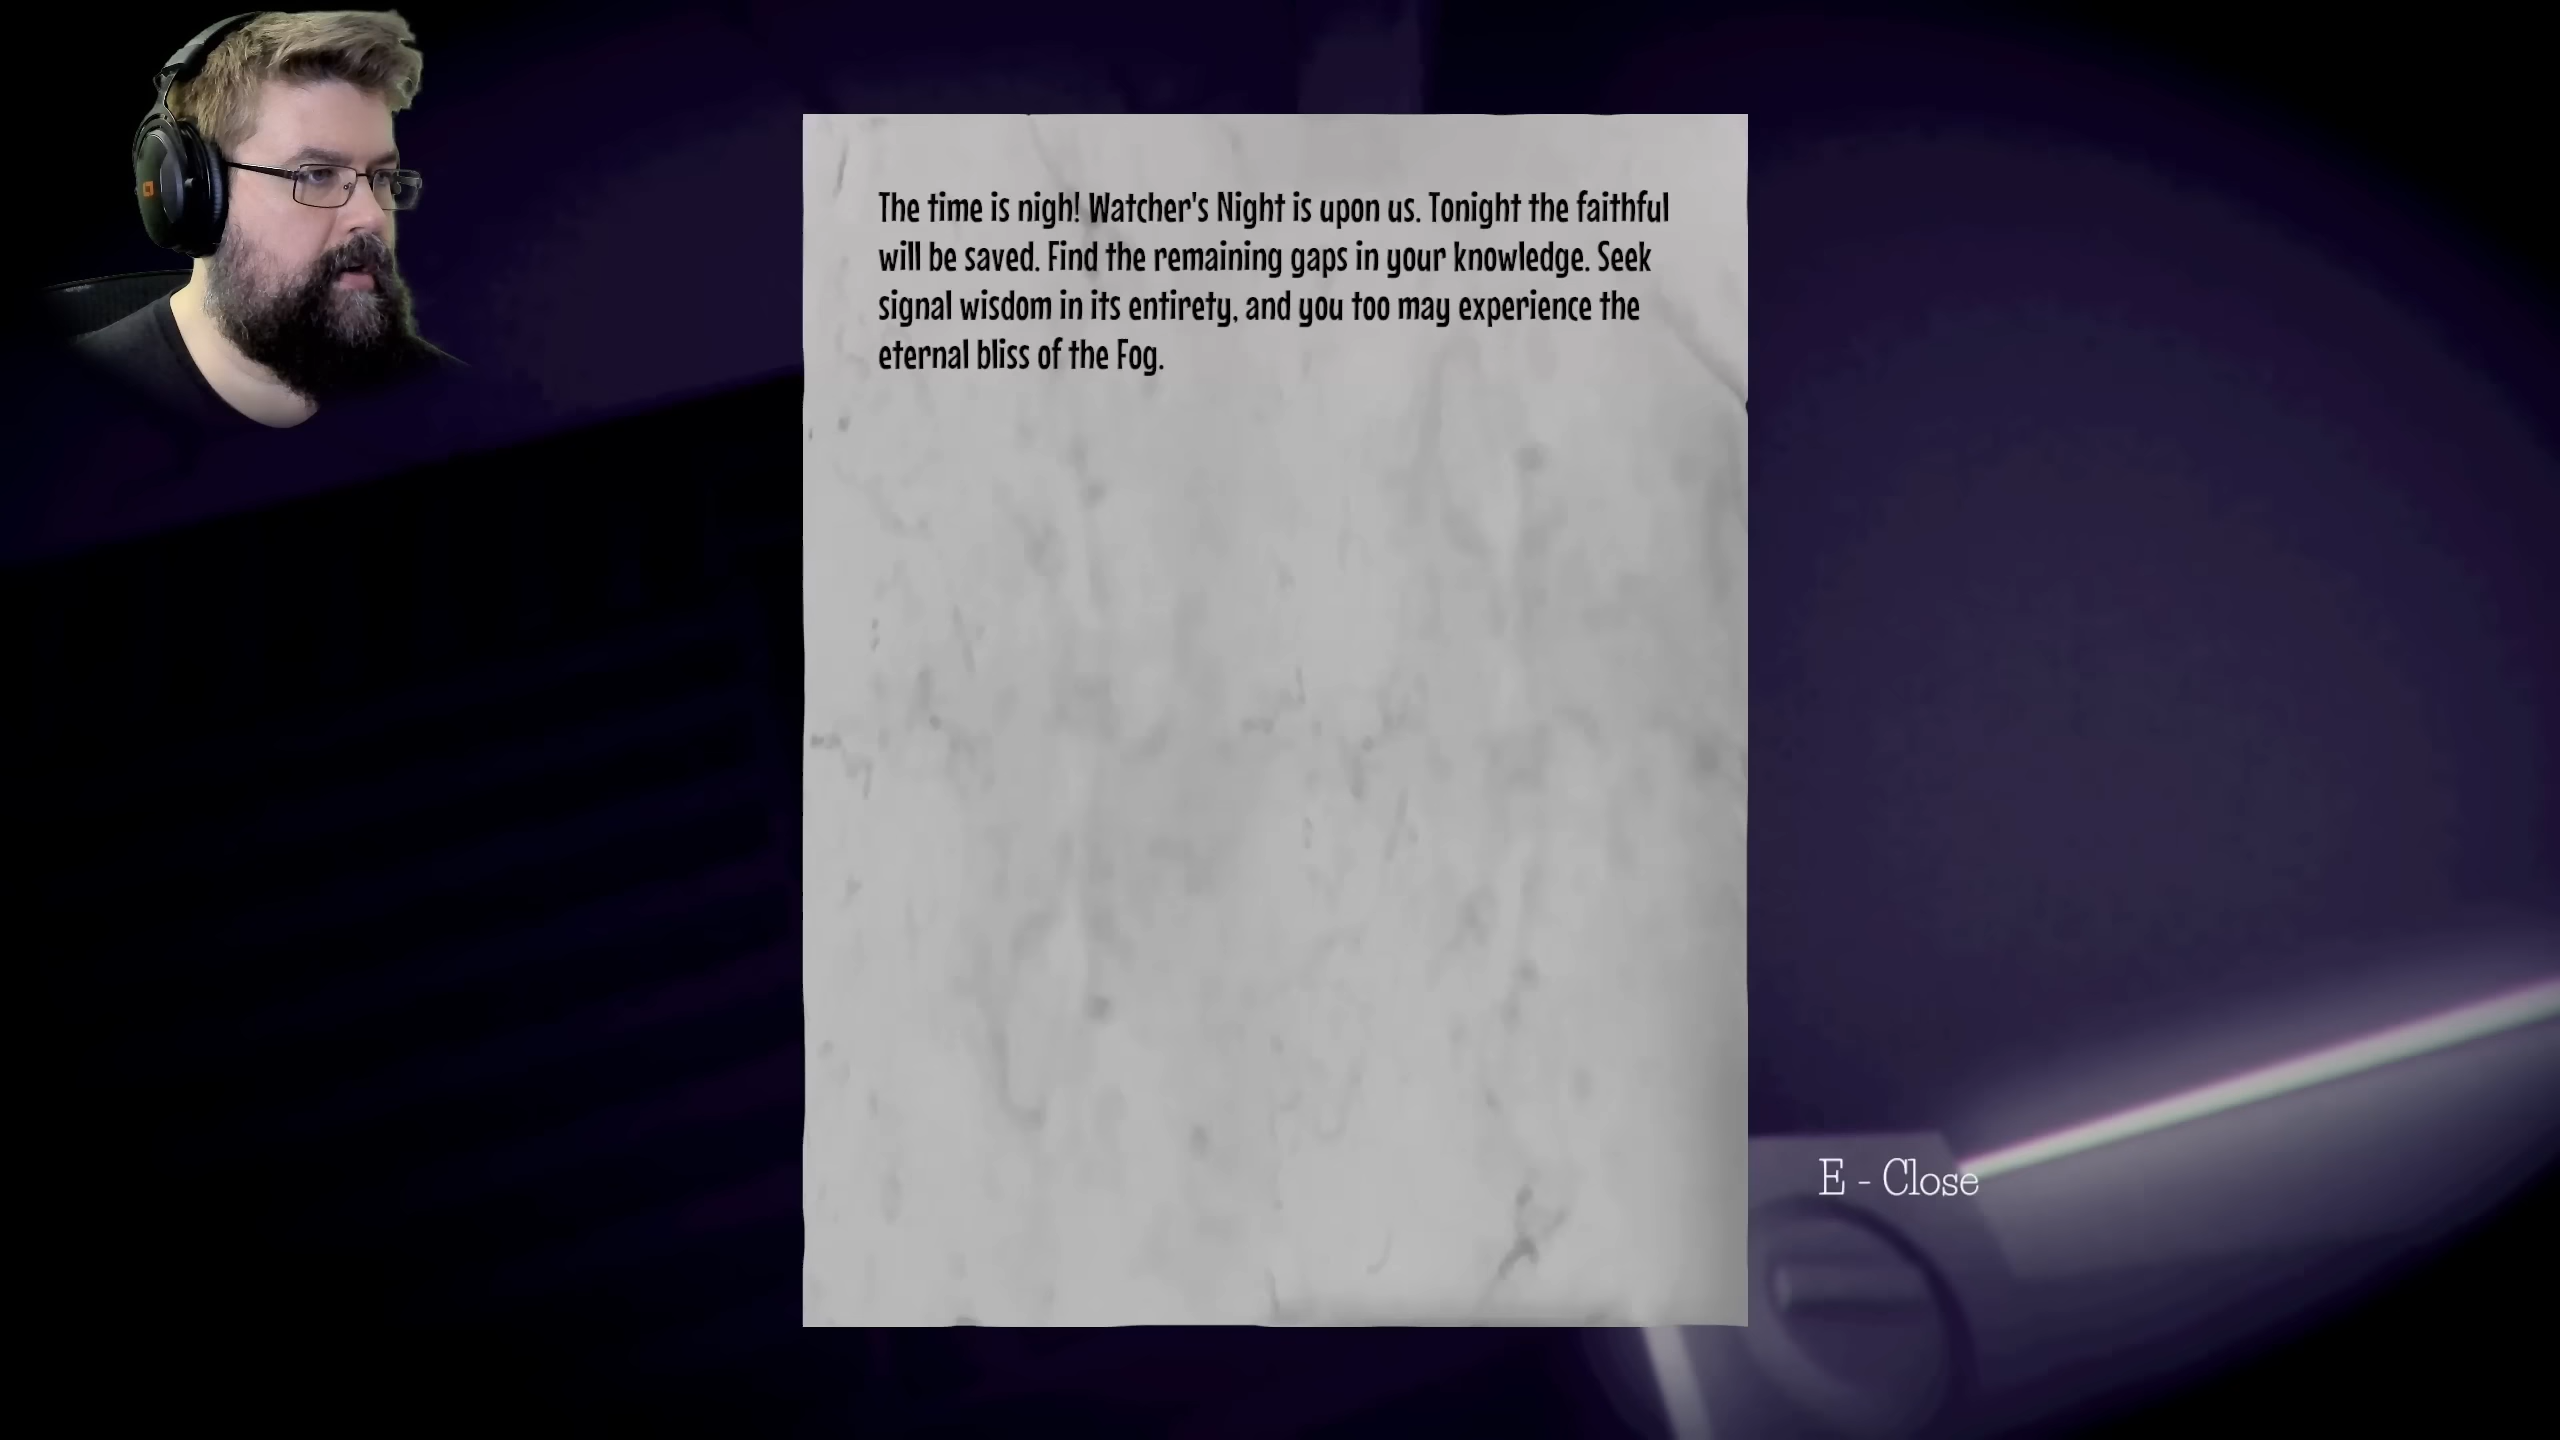 The time is nigh! Watcher's Night is upon us. Tonight the faithful
will be saved. Find the remaining gaps in your knowledge. Seek
signal wisdom in its entirety, and you too may experience the
eternal bliss of the Fog.
E - Close